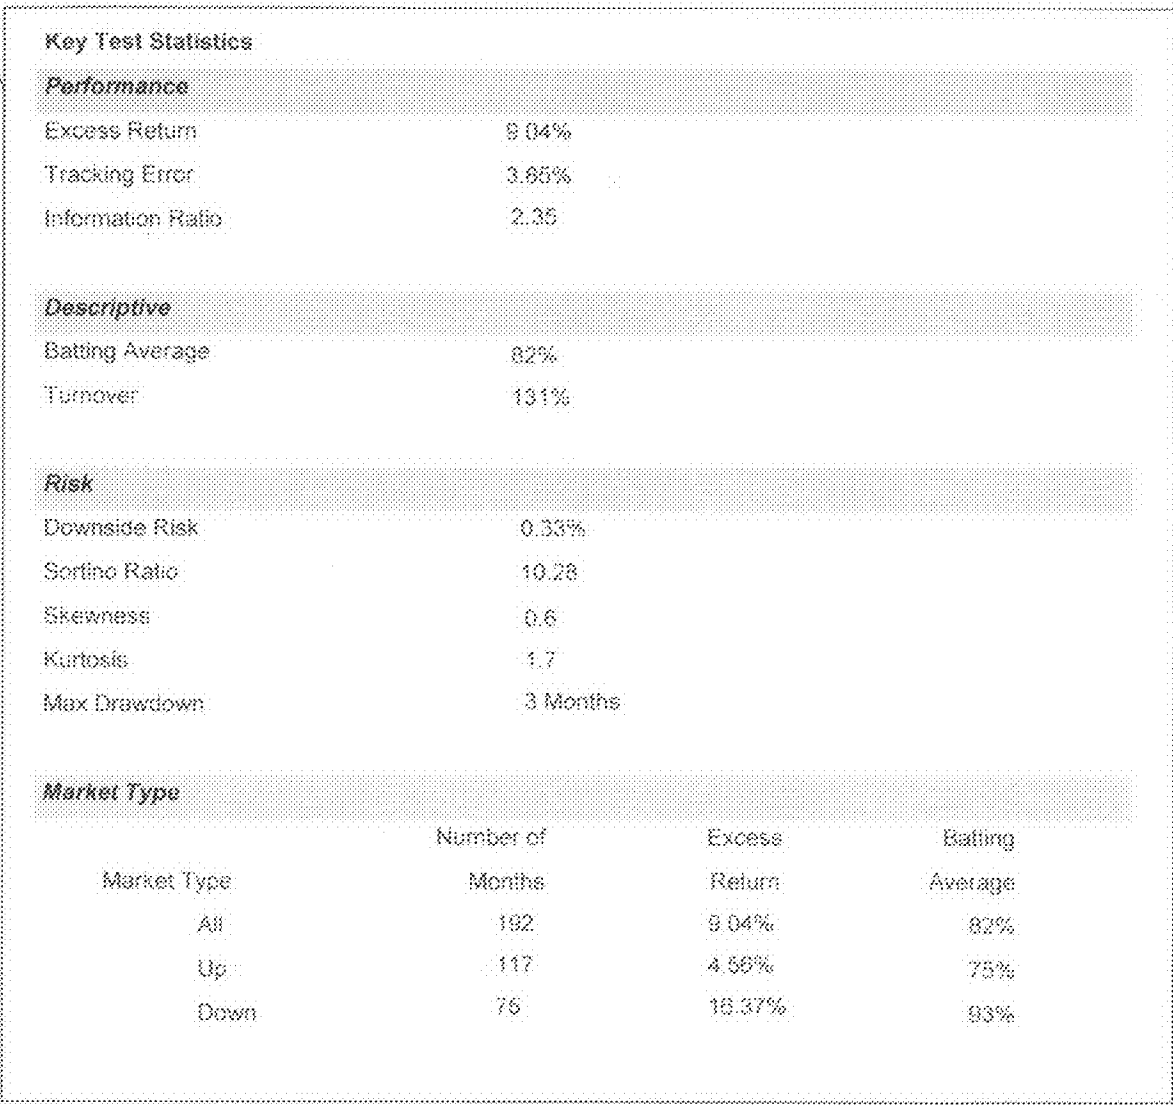 Key Test Statistics
Performance
Excess Return 9.04%
Tracking Error 3.65%
Information Ratio 2.35
Descriptive
Batting Average 82%
Turnover 131%
Risk
Downside Risk 0.33%
Sortino Ratio 10.28
Skewness 0.6
Kurtosis 1.7
Max Drawdown 3 Months
Market Type
Number of Excess Batting
Market Type Months Return Average
All 192 9.04% 82%
Up 117 4.56% 75%
Down 75 16.37% 93%